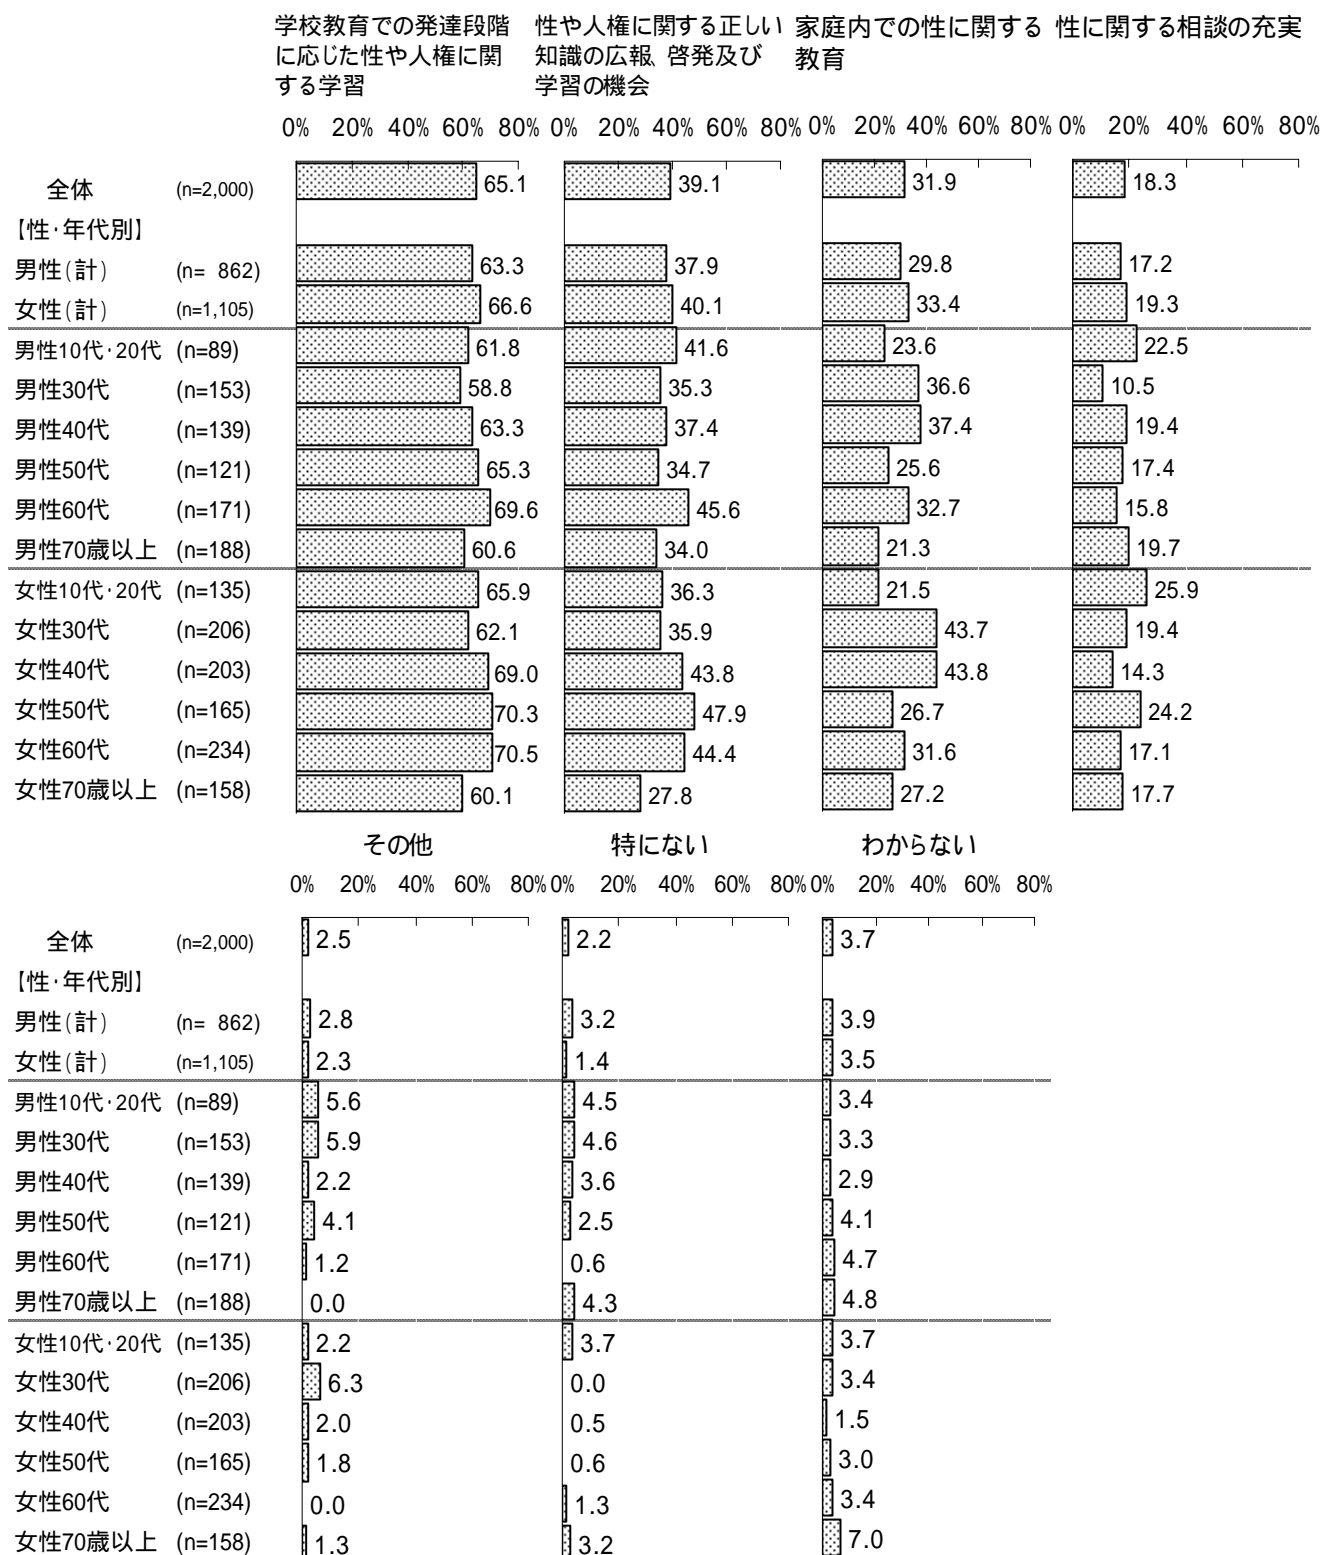 学校教育での発達段階
に応じた性や人権に関
する学習
性や人権に関する正しい
知識の広報、啓発及び
学習の機会
家庭内での性に関する
教育
性に関する相談の充実
0% 20% 40% 60% 80% 0% 20% 40% 60% 80% 0% 20% 40% 60% 80% 0% 20% 40% 60% 80%
全体 (n=2,000) 65.1 39.1 31.9 18.3
【性・年代別】
男性(計) (n= 862) 63.3 37.9 29.8 17.2
女性(計) (n=1,105) 66.6 40.1 33.4 19.3
男性10代・20代 (n=89) 61.8 41.6 23.6 22.5
男性30代 (n=153) 58.8 35.3 36.6 10.5
男性40代 (n=139) 63.3 37.4 37.4 19.4
男性50代 (n=121) 65.3 34.7 25.6 17.4
男性60代 (n=171) 69.6 45.6 32.7 15.8
男性70歳以上 (n=188) 60.6 34.0 21.3 19.7
女性10代・20代 (n=135) 65.9 36.3 21.5 25.9
女性30代 (n=206) 62.1 35.9 43.7 19.4
女性40代 (n=203) 69.0 43.8 43.8 14.3
女性50代 (n=165) 70.3 47.9 26.7 24.2
女性60代 (n=234) 70.5 44.4 31.6 17.1
女性70歳以上 (n=158) 60.1 27.8 27.2 17.7
その他 特にない わからない
0% 20% 40% 60% 80% 0% 20% 40% 60% 80% 0% 20% 40% 60% 80%
全体 (n=2,000) 2.5 2.2 3.7
【性・年代別】
男性(計) (n= 862) 2.8 3.2 3.9
女性(計) (n=1,105) 2.3 1.4 3.5
男性10代・20代 (n=89) 5.6 4.5 3.4
男性30代 (n=153) 5.9 4.6 3.3
男性40代 (n=139) 2.2 3.6 2.9
男性50代 (n=121) 4.1 2.5 4.1
男性60代 (n=171) 1.2 0.6 4.7
男性70歳以上 (n=188) 0.0 4.3 4.8
女性10代・20代 (n=135) 2.2 3.7 3.7
女性30代 (n=206) 6.3 0.0 3.4
女性40代 (n=203) 2.0 0.5 1.5
女性50代 (n=165) 1.8 0.6 3.0
女性60代 (n=234) 0.0 1.3 3.4
女性70歳以上 (n=158) 1.3 3.2 7.0